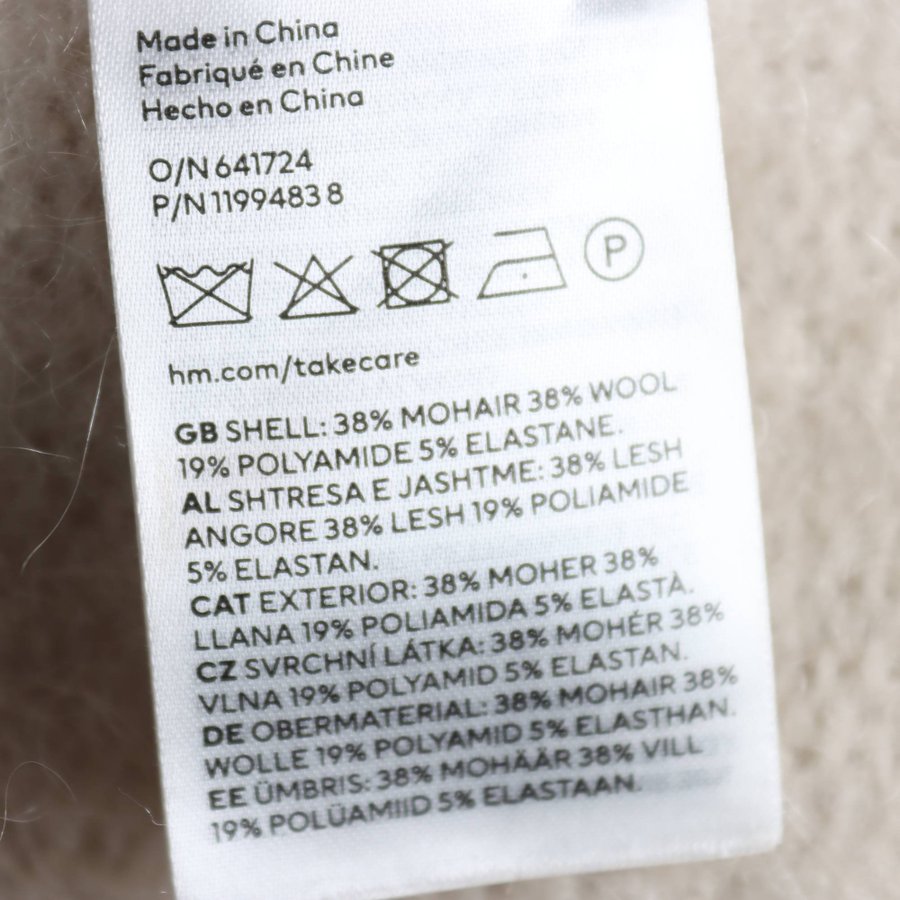 Made in China
Fabriqué en Chine
Hecho en China
O/N 641724
P/N 1199483 8
P
hm.com/takecare
GB SHELL: 38% MOHAIR 38% WOOL
19% POLYAMIDE 5% ELASTANE.
AL SHTRESA E JASHTME: 38% LESH
ANGORE 38% LESH 19% POLIAMIDE
5% ELASTAN.
CAT EXTERIOR: 38% MOHER 38%
LLANA 19% POLIAMIDA 5% ELASTÀ.
CZ SVRCHNÍ LÁTKA: 38% MOHÉR 38%
VLNA 19% POLYAMID 5% ELASTAN.
DE OBERMATERIAL: 38% MOHAIR 38%
WOLLE 19% POLYAMID 5% ELASTHAN.
EE ÜMBRIS: 38% MOHÄÄR 38% VILL
19% POLÜAMIID 5% ELASTAAN.